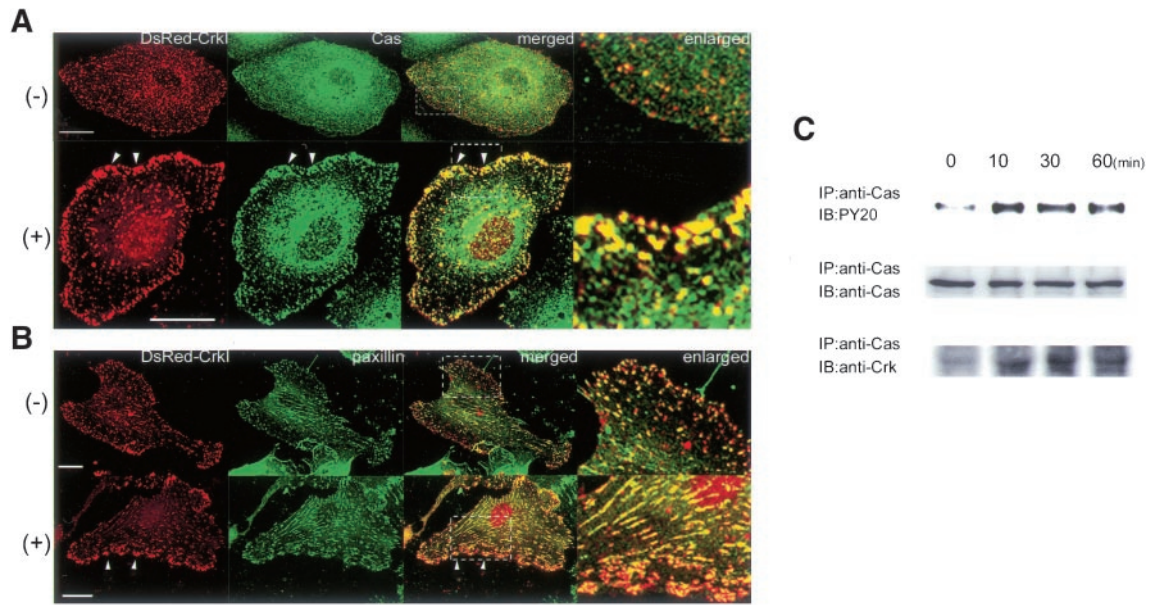 A
DsRed-CrkI Cas merged enlarged
(-)
(+)
B
DsRed-CrkI paxillin merged enlarged
(-)
(+)
C
0 10 30 60(min)
IP:anti-Cas
IB:PY20
IP:anti-Cas
IB:anti-Cas
IP:anti-Cas
IB:anti-Crk